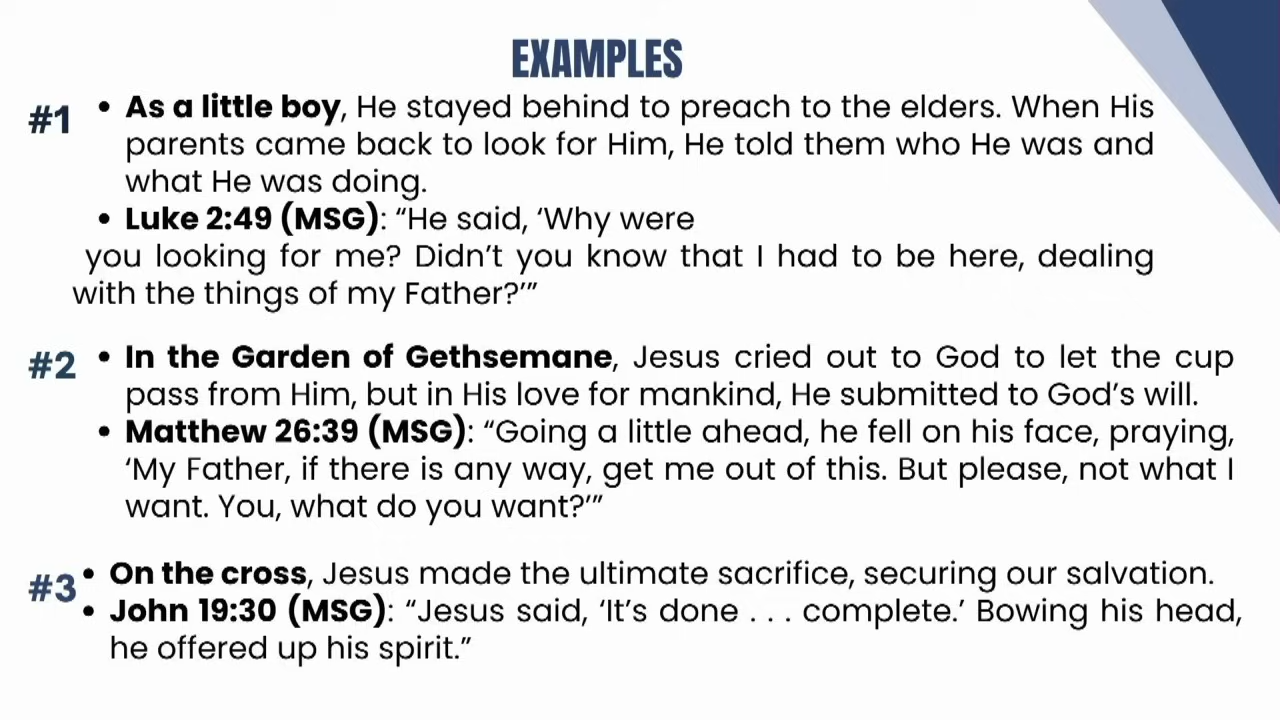 EXAMPLES
#1
• As a little boy, He stayed behind to preach to the elders. When His
parents came back to look for Him, He told them who He was and
what He was doing.
• Luke 2:49 (MSG): “He said, ‘Why were
you looking for me? Didn’t you know that I had to be here, dealing
with the things of my Father?’”
#2
• In the Garden of Gethsemane, Jesus cried out to God to let the cup
pass from Him, but in His love for mankind, He submitted to God’s will.
• Matthew 26:39 (MSG): “Going a little ahead, he fell on his face, praying,
‘My Father, if there is any way, get me out of this. But please, not what I
want. You, what do you want?’”
#3
• On the cross, Jesus made the ultimate sacrifice, securing our salvation.
• John 19:30 (MSG): “Jesus said, ‘It’s done . . . complete.’ Bowing his head,
he offered up his spirit.”